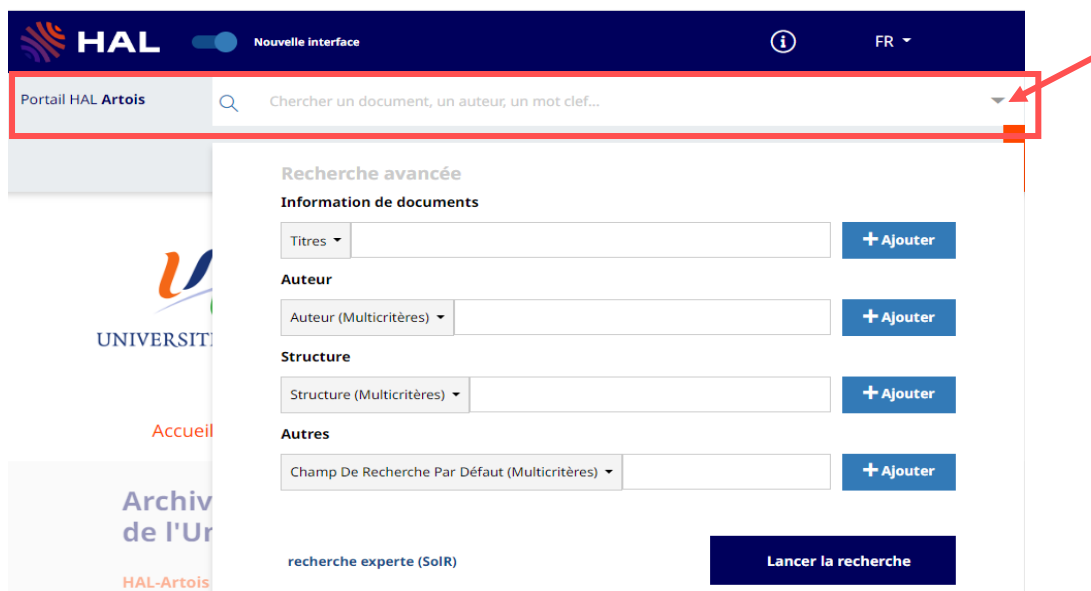 HAL Nouvelle interface FR
Portail HAL Artois Chercher un document, un auteur, un mot clef...
Recherche avancée
Information de documents
Titres Ajouter
Auteur
Auteur (Multicritères) Ajouter
UNIVERSIT
Structure
Structure (Multicritères) Ajouter
Accueil
Autres
Champ De Recherche Par Défaut (Multicritères) Ajouter
Archiv
de l'Ur
recherche experte (SolR) Lancer la recherche
HAL-Artois